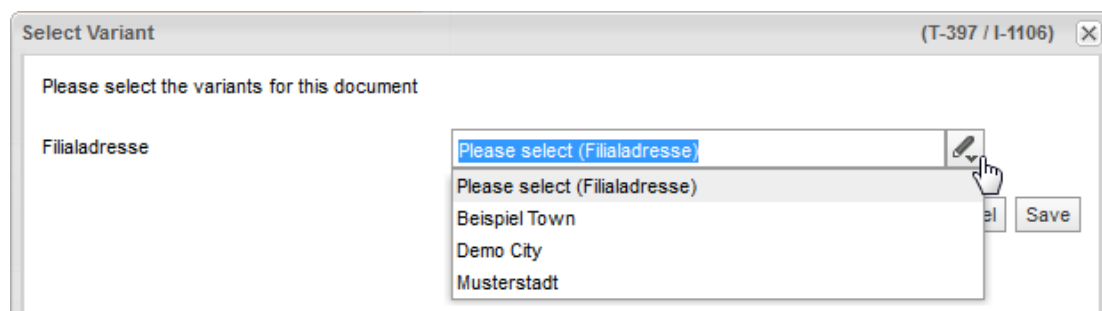 Select Variant (T-397 / I-1106)
Please select the variants for this document
Filialadresse Please select (Filialadresse)
Please select (Filialadresse)
Beispiel Town
Save
Demo City
Musterstadt